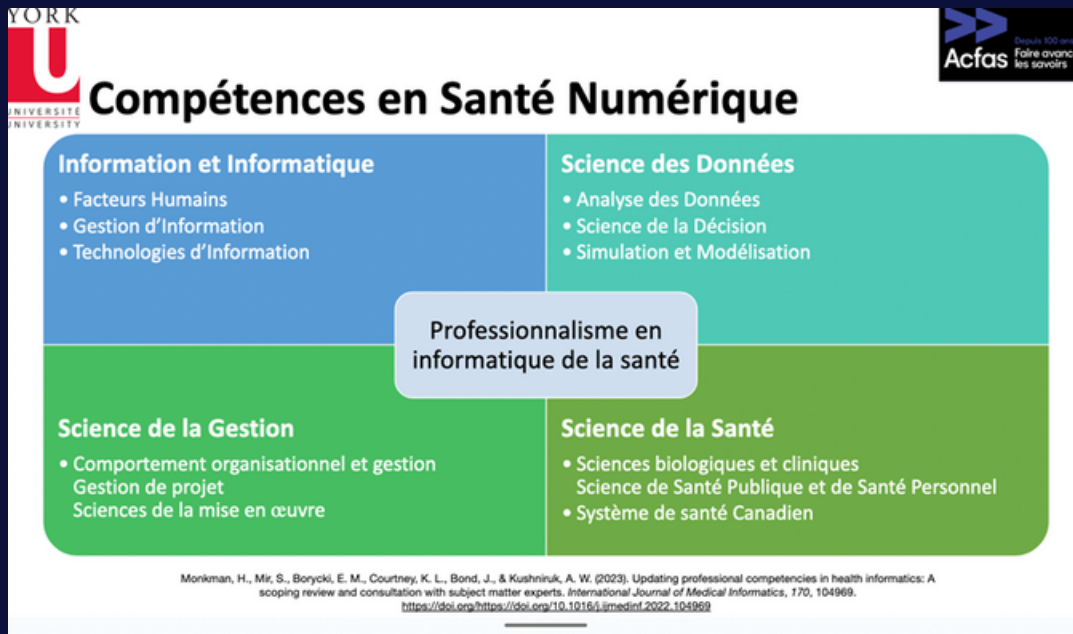 YORK
U
UNIVERSITÉ
UNIVERSITY
Acfas
Depuis 100 ans
Faire avanc
les savoirs
Compétences en Santé Numérique
Information et Informatique
• Facteurs Humains
• Gestion d'Information
• Technologies d'Information
Science des Données
• Analyse des Données
• Science de la Décision
• Simulation et Modélisation
Professionnalisme en
informatique de la santé
Science de la Gestion
• Comportement organisationnel et gestion
Gestion de projet
Sciences de la mise en œuvre
Science de la Santé
• Sciences biologiques et cliniques
Science de Santé Publique et de Santé Personnel
• Système de santé Canadien
Monkman, H., Mir, S., Borycki, E. M., Courtney, K. L., Bond, J., & Kushniruk, A. W. (2023). Updating professional competencies in health informatics: A
scoping review and consultation with subject matter experts. International Journal of Medical Informatics, 170, 104969.
https://doi.org/https://doi.org/10.1016/j.ijmedinf.2022.104969